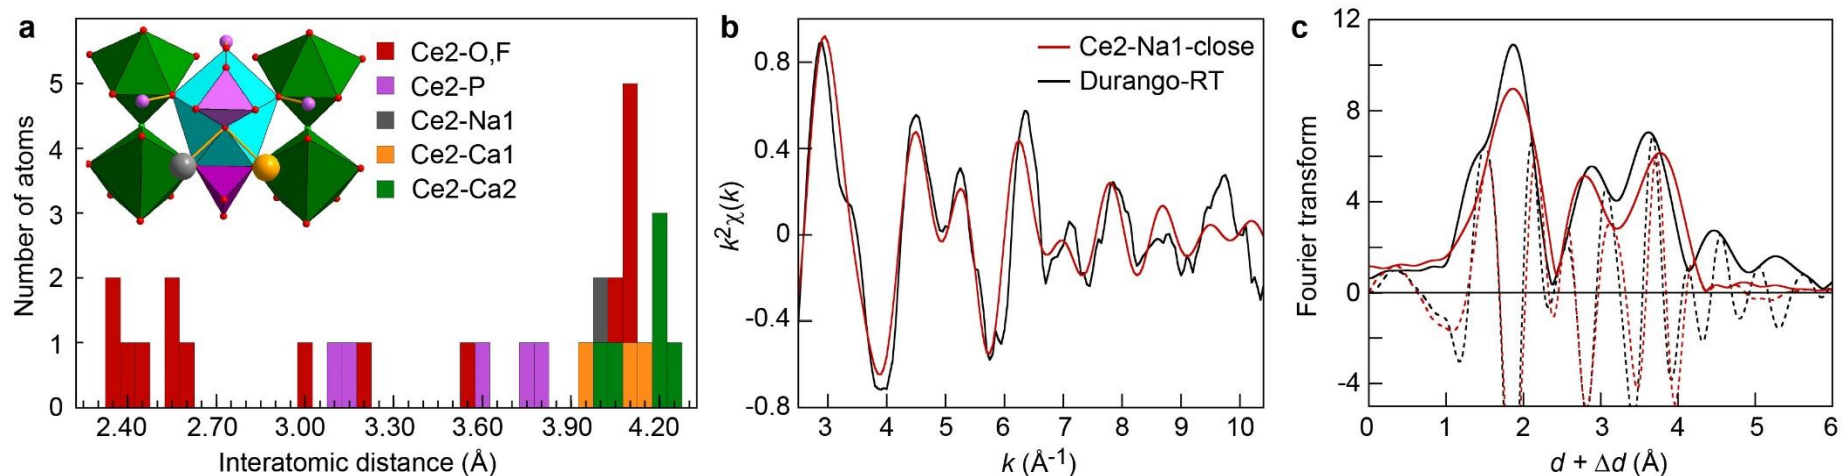 a
Ce2-O,F
Ce2-P
Ce2-Na1
Ce2-Ca1
Ce2-Ca2
Number of atoms
5
4
3
2
1
0
2.40 2.70 3.00 3.30 3.60 3.90 4.20
Interatomic distance (Å)
b
Ce2-Na1-close
Durango-RT
k²χ(k)
0.8
0.4
0
-0.4
-0.8
3 4 5 6 7 8 9 10
k (Å⁻¹)
c
Fourier transform
12
8
4
0
-4
0 1 2 3 4 5 6
d + Δd (Å)